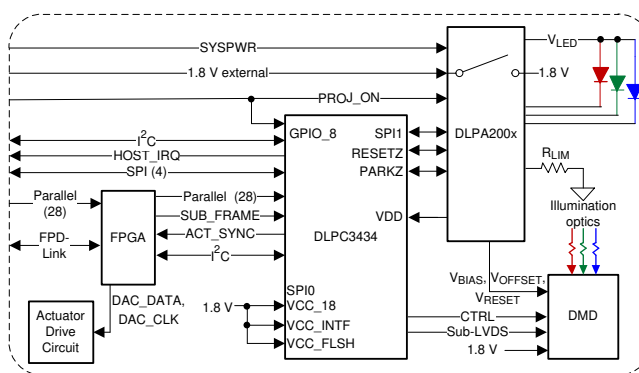 SYSPWR
1.8 V external
PROJ_ON
I²C
HOST_IRQ
SPI (4)
Parallel
(28)
FPD-
Link
FPGA
Parallel (28)
SUB_FRAME
ACT_SYNC
I²C
DAC_DATA,
DAC_CLK
Actuator
Drive
Circuit
GPIO_8
SPI1
RESETZ
PARKZ
VDD
DLPC3434
SPI0
1.8 V
VCC_18
VCC_INTF
VCC_FLSH
DLPA200x
VLED
1.8 V
RLIM
Illumination
optics
VBIAS, VOFFSET,
VRESET
CTRL
Sub-LVDS
1.8 V
DMD